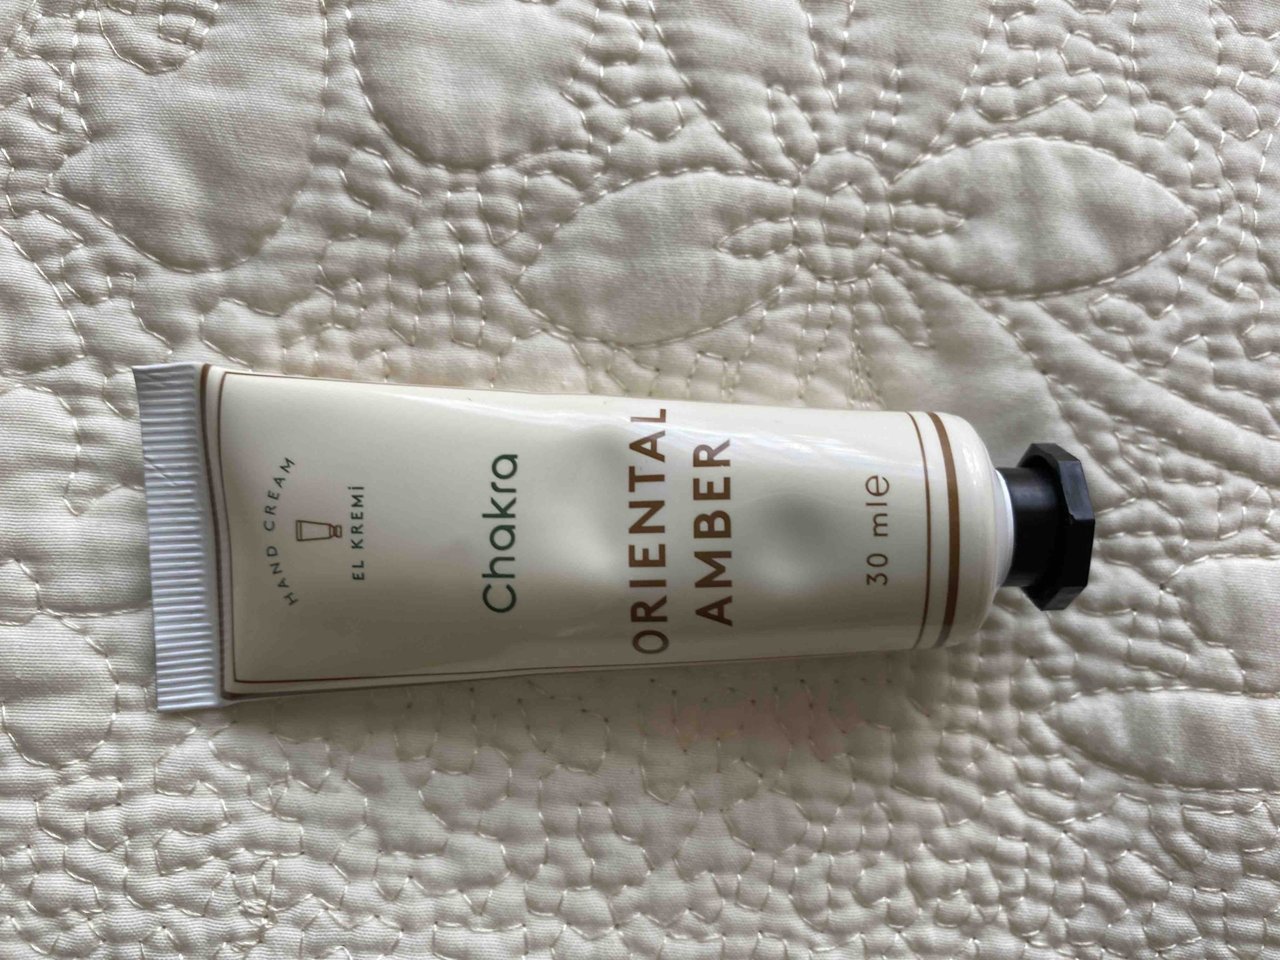 HAND CREAM
EL KREMİ
Chakra
ORIENTAL
AMBER
30 mle